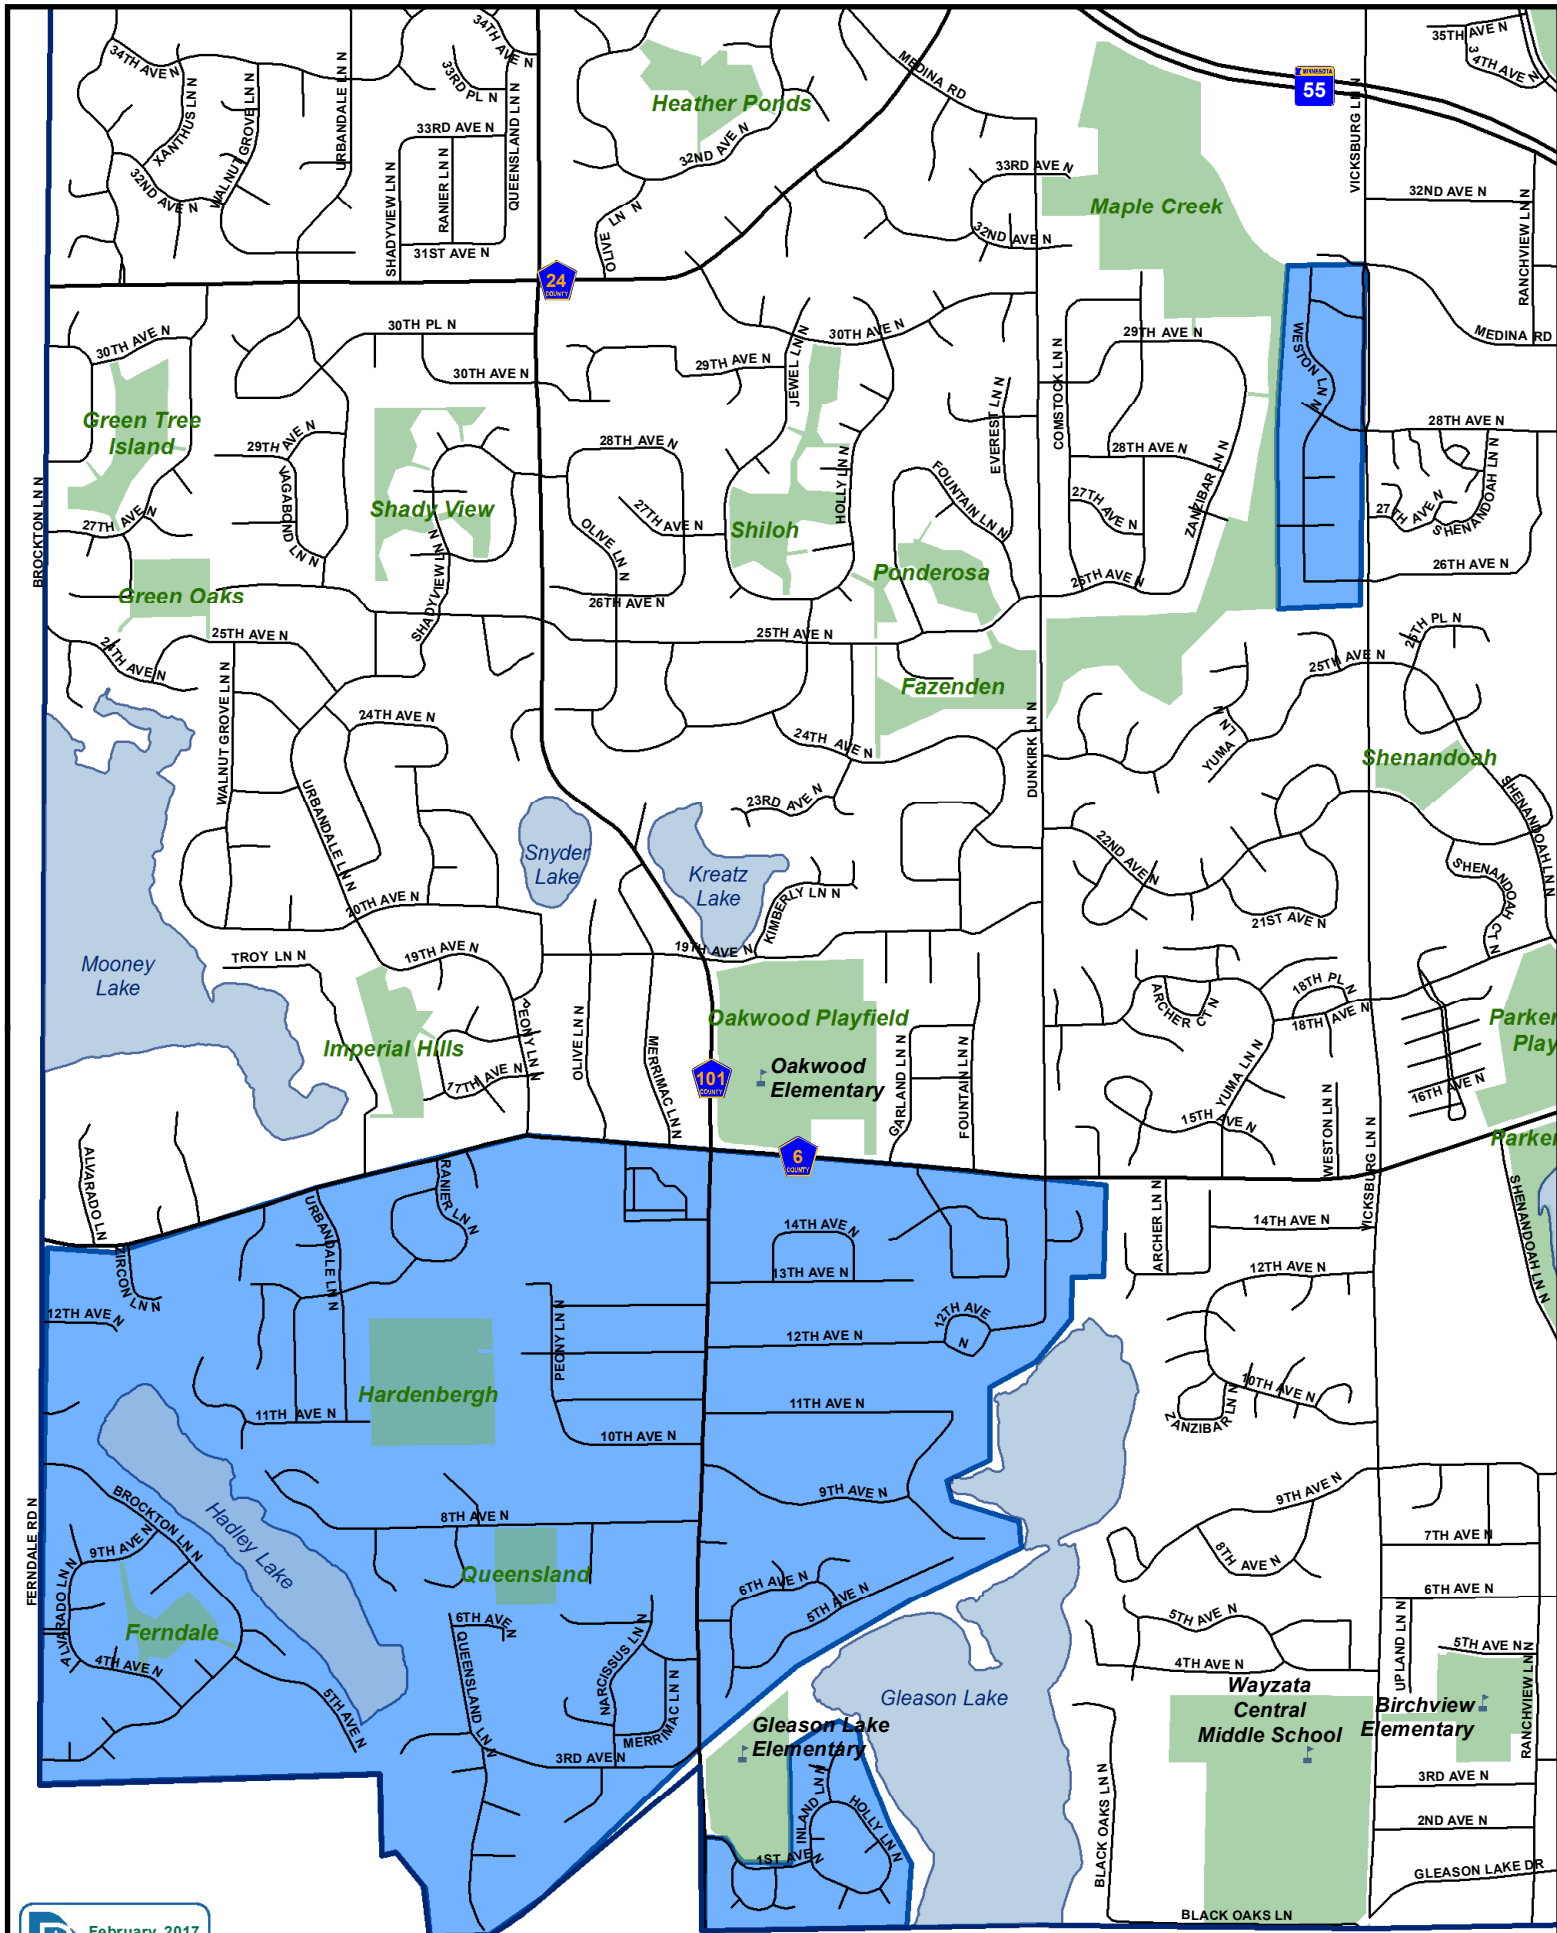 34TH AVE N
34TH AVE N
35TH AVE N
34TH AVE N
33RD PL N
MEDINA RD
MINNESOTA
55
XANTHUS LN N
WALNUT GROVE LN N
URBANDALE LN N
QUEENSLAND LN N
VICKSBURG LN N
Heather Ponds
33RD AVE N
32ND AVE N
33RD AVE N
32ND AVE N
SHADYVIEW LN N
RANIER LN N
32ND AVE N
RANCHVIEW LN N
Maple Creek
OLIVE LN N
32ND AVE N
31ST AVE N
24
COUNTY
30TH PL N
30TH AVE N
30TH AVE N
29TH AVE N
MEDINA RD
30TH AVE N
29TH AVE N
JEWEL LN N
WESTON LN N
COMSTOCK LN N
EVEREST LN N
Green Tree
Island
29TH AVE N
28TH AVE N
28TH AVE N
28TH AVE N
VAGABOND LN N
HOLLY LN N
FOUNTAIN LN N
ZANZIBAR LN N
SHENANDOAH LN N
BROCKTON LN N
Shady View
27TH AVE N
27TH AVE N
Shiloh
27TH AVE N
27TH AVE N
SHENANDOAH
OLIVE LN N
SHADYVIEW LN N
Ponderosa
26TH AVE N
26TH AVE N
Green Oaks
26TH AVE N
25TH AVE N
25TH AVE N
25TH PL N
25TH AVE N
24TH AVE N
WALNUT GROVE LN N
Fazenden
24TH AVE N
24TH AVE N
DUNKIRK LN N
YUMA LN N
Shenandoah
SHENANDOAH LN N
URBANDALE LN N
23RD AVE N
22ND AVE N
Snyder
Lake
Kreatz
Lake
KIMBERLY LN N
20TH AVE N
21ST AVE N
SHENANDOAH CT N
19TH AVE N
19TH AVE N
TROY LN N
Mooney
Lake
PEONY LN N
OLIVE LN N
MERRIMAC LN N
Imperial Hills
17TH AVE N
Oakwood Playfield
Oakwood
Elementary
101
COUNTY
GARLAND LN N
FOUNTAIN LN N
ARCHER CT N
18TH PL N
18TH AVE N
YUMA LN N
16TH AVE N
15TH AVE N
WESTON LN N
VICKSBURG LN N
Parker
Play
Parker
6
COUNTY
ALVARADO LN
ZIRCON LN N
URBANDALE LN N
RANIER LN N
14TH AVE N
13TH AVE N
12TH AVE N
12TH AVE N
12TH AVE
N
ARCHER LN N
14TH AVE N
12TH AVE N
SHENANDOAH LN N
PEONY LN N
Hardenbergh
11TH AVE N
11TH AVE N
10TH AVE N
10TH AVE N
ZANZIBAR LN N
9TH AVE N
9TH AVE N
FERNDALE RD N
BROCKTON LN N
Hadley Lake
8TH AVE N
8TH AVE N
7TH AVE N
9TH AVE N
ALVARADO LN N
Ferndale
Queensland
6TH AVE N
5TH AVE N
6TH AVE N
6TH AVE N
5TH AVE N
4TH AVE N
QUEENSLAND LN N
NARCISSUS LN N
MERRIMAC LN N
4TH AVE N
5TH AVE N
UPLAND LN N
RANCHVIEW LN N
5TH AVE N
3RD AVE N
Gleason Lake
Gleason Lake
Elementary
Wayzata
Central
Middle School
Birchview
Elementary
INLAND LN N
HOLLY LN N
1ST AVE N
BLACK OAKS LN N
3RD AVE N
2ND AVE N
GLEASON LAKE DR
BLACK OAKS LN
February, 2017